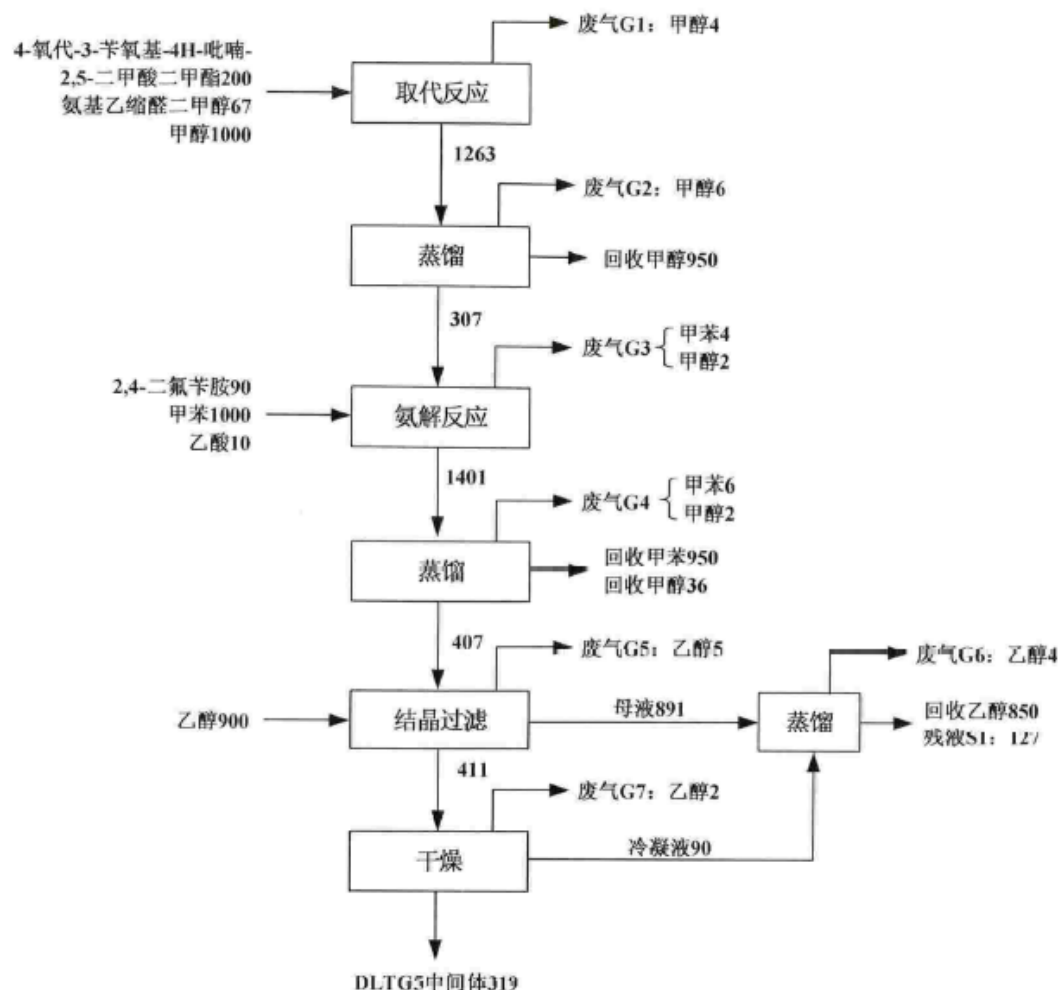 废气G1：甲醇4
4-氧代-3-苄氧基-4H-吡喃-
2,5-二甲酸二甲酯200
氨基乙缩醛二甲醇67
甲醇1000
取代反应
1263
废气G2：甲醇6
蒸馏
回收甲醇950
307
废气G3
甲苯4
甲醇2
2,4-二氟苄胺90
甲苯1000
乙酸10
氨解反应
1401
废气G4
甲苯6
甲醇2
蒸馏
回收甲苯950
回收甲醇36
407
废气G5：乙醇5
废气G6：乙醇4
乙醇900
结晶过滤
母液891
蒸馏
回收乙醇850
残液S1：127
411
废气G7：乙醇2
干燥
冷凝液90
DLTG5中间体319